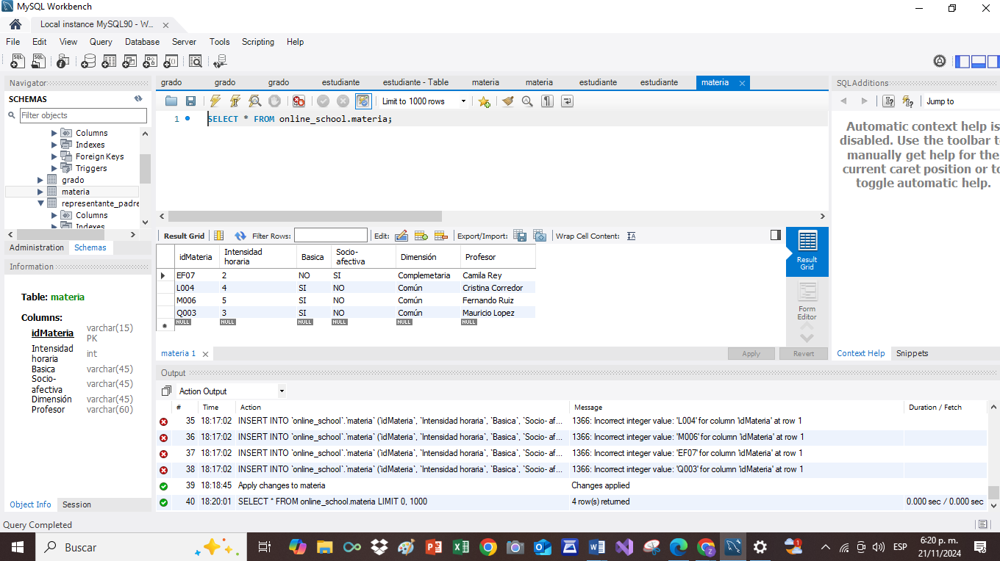 MySQL Workbench
Local instance MySQL90 - W...
File Edit View Query Database Server Tools Scripting Help
Navigator
SCHEMAS
Filter objects
Columns
Indexes
Foreign Keys
Triggers
grado
materia
representante_padre
Columns
Indexes
Administration Schemas
Information
Table: materia
Columns:
idMateria varchar(15) PK
Intensidad horaria int
Basica varchar(45)
Socio-afectiva varchar(45)
Dimensión varchar(45)
Profesor varchar(60)
Object Info Session
grado grado grado estudiante estudiante - Table materia materia estudiante estudiante materia
Limit to 1000 rows
1 SELECT * FROM online_school.materia;
Result Grid Filter Rows: Edit: Export/Import: Wrap Cell Content:
idMateria Intensidad horaria Basica Socio-afectiva Dimensión Profesor
EF07 2 NO SI Complemetaria Camila Rey
L004 4 SI NO Común Cristina Corredor
M006 5 SI NO Común Fernando Ruiz
Q003 3 SI NO Común Mauricio Lopez
NULL NULL NULL NULL NULL NULL
Result Grid
Form Editor
materia 1 Apply Revert
SQLAdditions
Jump to
Automatic context help is
disabled. Use the toolbar to
manually get help for the
current caret position or to
toggle automatic help.
Context Help Snippets
Output
Action Output
# Time Action Message Duration / Fetch
35 18:17:02 INSERT INTO `online_school`.`materia` (`idMateria`, `Intensidad horaria`, `Basica`, `Socio- af... 1366: Incorrect integer value: 'L004' for column 'idMateria' at row 1
36 18:17:02 INSERT INTO `online_school`.`materia` (`idMateria`, `Intensidad horaria`, `Basica`, `Socio- af... 1366: Incorrect integer value: 'M006' for column 'idMateria' at row 1
37 18:17:02 INSERT INTO `online_school`.`materia` (`idMateria`, `Intensidad horaria`, `Basica`, `Socio- af... 1366: Incorrect integer value: 'EF07' for column 'idMateria' at row 1
38 18:17:02 INSERT INTO `online_school`.`materia` (`idMateria`, `Intensidad horaria`, `Basica`, `Socio- af... 1366: Incorrect integer value: 'Q003' for column 'idMateria' at row 1
39 18:18:45 Apply changes to materia Changes applied
40 18:20:01 SELECT * FROM online_school.materia LIMIT 0, 1000 4 row(s) returned 0.000 sec / 0.000 sec
Query Completed
Buscar
ESP
6:20 p. m.
21/11/2024